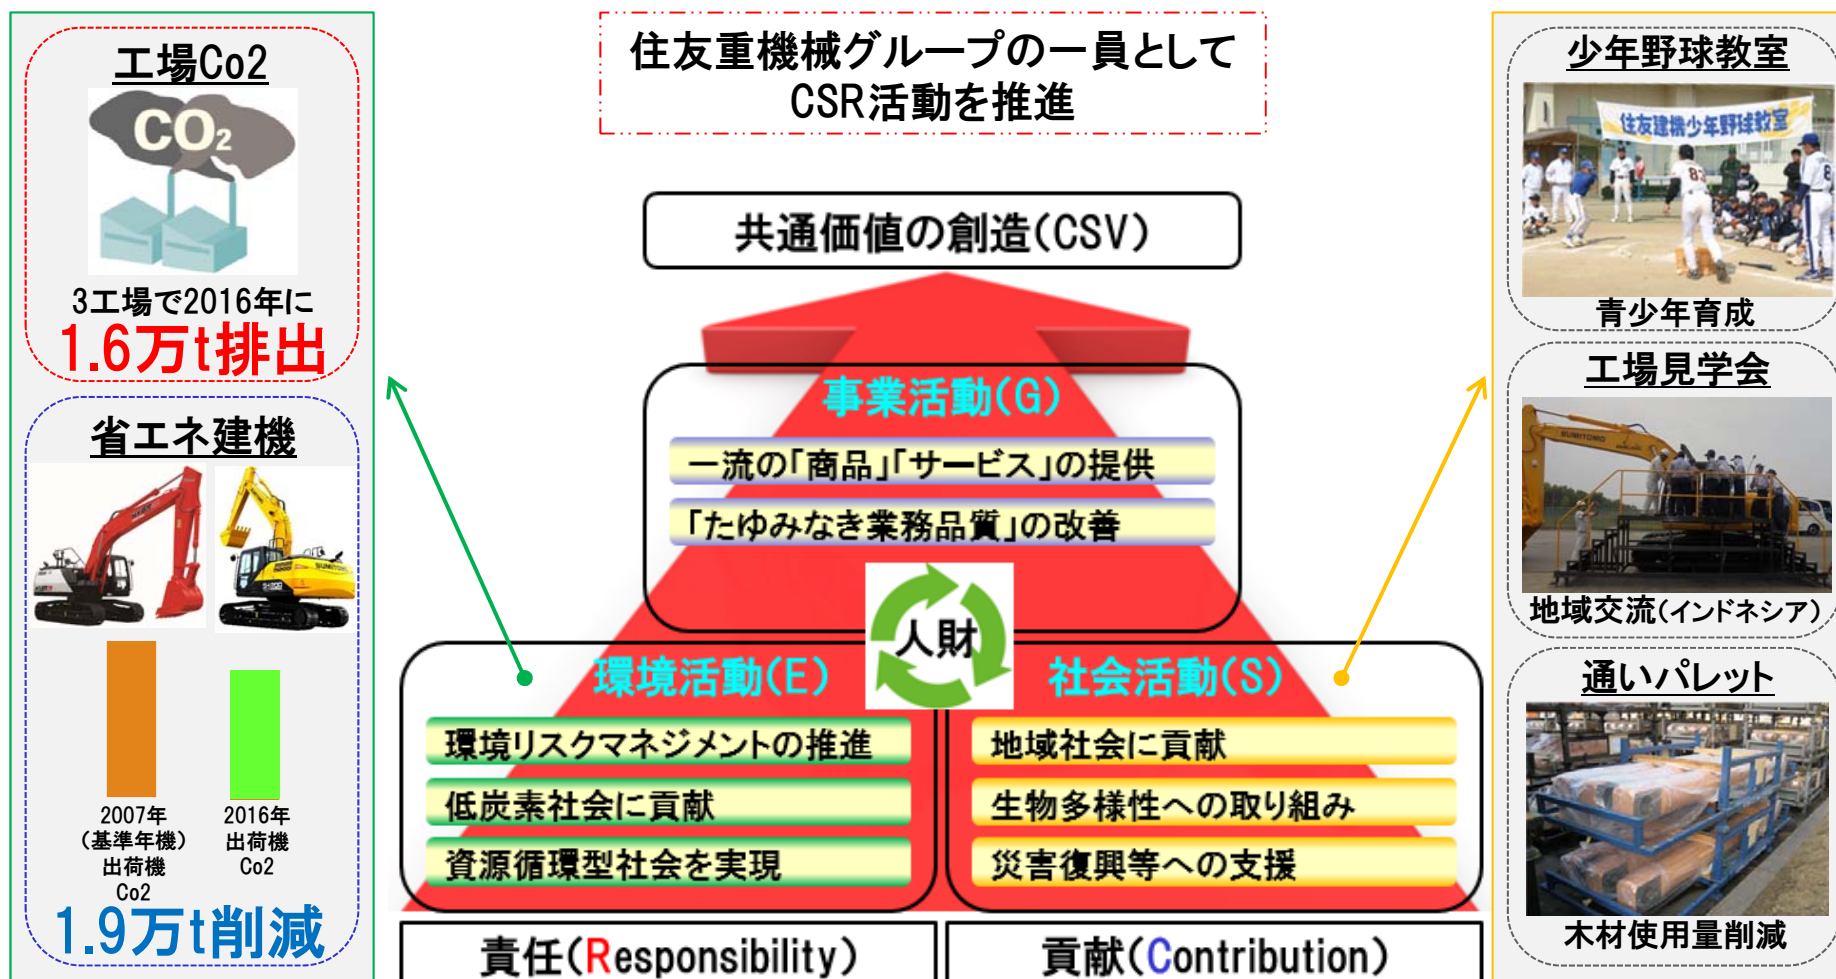 住友重機械グループの一員として
CSR活動を推進
工場Co2
CO2
3工場で2016年に
1.6万t排出
省エネ建機
SUMITOMO
2007年
(基準年機)
出荷機
Co2
2016年
出荷機
Co2
1.9万t削減
共通価値の創造(CSV)
事業活動(G)
一流の「商品」「サービス」の提供
「たゆみなき業務品質」の改善
人財
環境活動(E)
環境リスクマネジメントの推進
低炭素社会に貢献
資源循環型社会を実現
社会活動(S)
地域社会に貢献
生物多様性への取り組み
災害復興等への支援
責任(Responsibility)
貢献(Contribution)
少年野球教室
住友建機少年野球教室
83
8
青少年育成
工場見学会
SUMITOMO
地域交流(インドネシア)
通いパレット
木材使用量削減